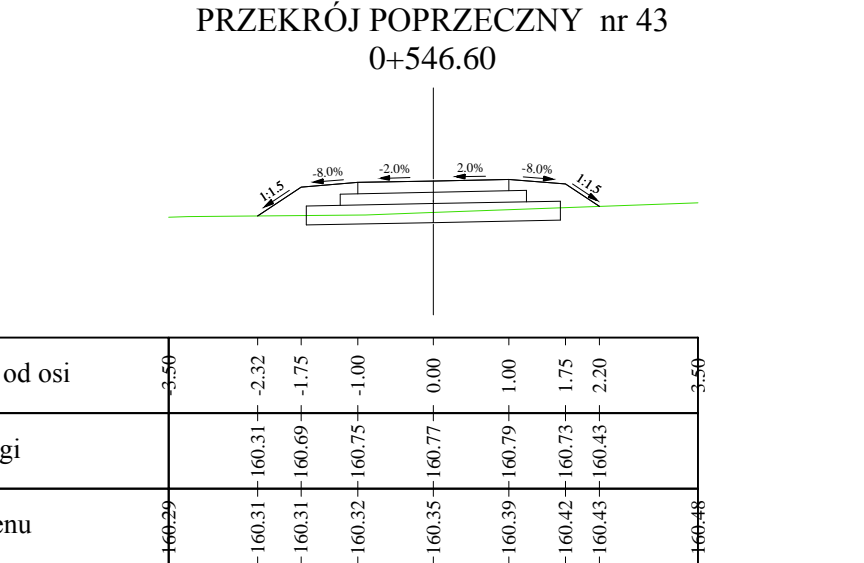 PRZEKRÓJ POPRZECZNY nr 43
0+546.60
1:1.5 -8.0% -2.0% 2.0% -8.0% 1:1.5
od osi -3.50 -2.32 -1.75 -1.00 0.00 1.00 1.75 2.20 3.50
gi 160.31 160.69 160.75 160.77 160.79 160.73 160.43
enu 160.29 160.31 160.31 160.32 160.35 160.39 160.42 160.43 160.48